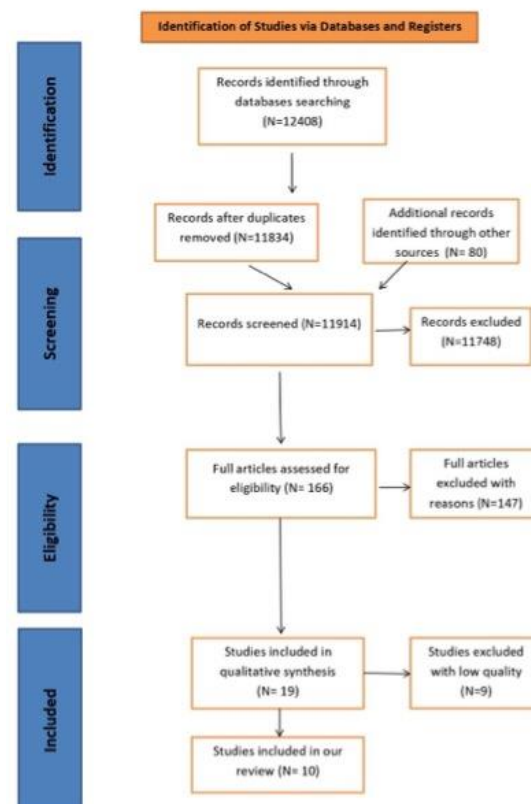 Identification of Studies via Databases and Registers
Identification
Records identified through
databases searching
(N=12408)
Records after duplicates
removed (N=11834)
Additional records
identified through other
sources (N= 80)
Screening
Records screened (N=11914)
Records excluded
(N=11748)
Eligibility
Full articles assessed for
eligibility (N= 166)
Full articles
excluded with
reasons (N=147)
Included
Studies included in
qualitative synthesis
(N= 19)
Studies excluded
with low quality
(N=9)
Studies included in our
review (N= 10)